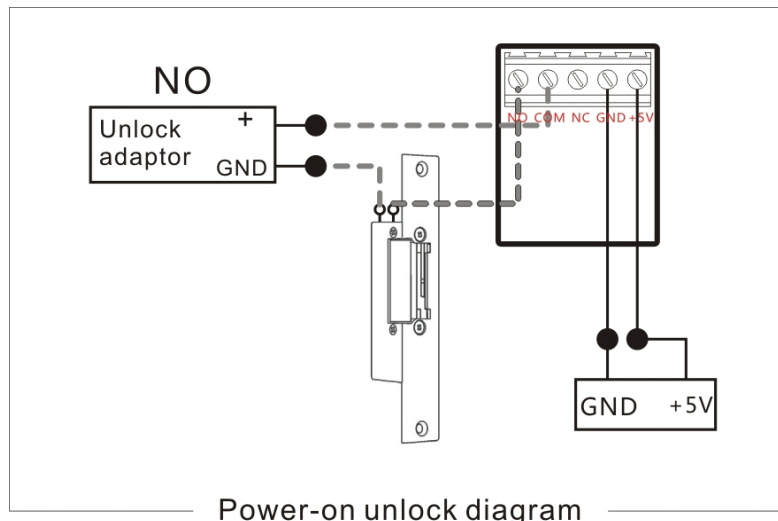 NO
Unlock +
adaptor
GND
NO COM NC GND +5V
GND +5V
Power-on unlock diagram